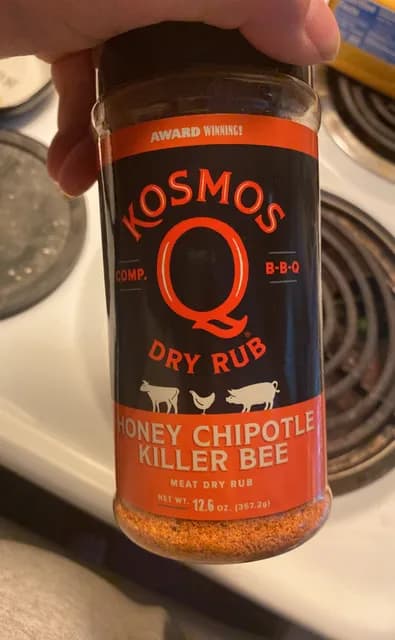 AWARD WINNING!
KOSMOS
Q
COMP.
B-B-Q
DRY RUB
HONEY CHIPOTLE
KILLER BEE
MEAT DRY RUB
NET WT. 12.6 OZ. (357.2g)